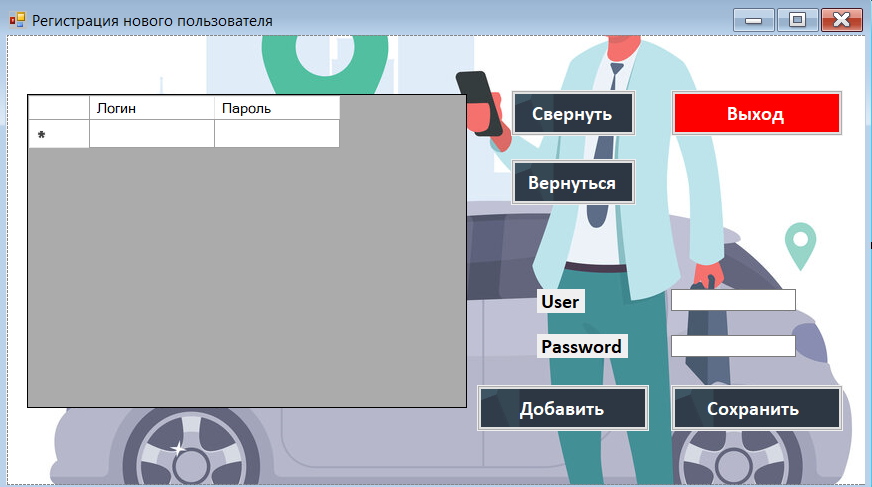 Регистрация нового пользователя
Логин Пароль
*
Свернуть Выход
Вернуться
User
Password
Добавить Сохранить